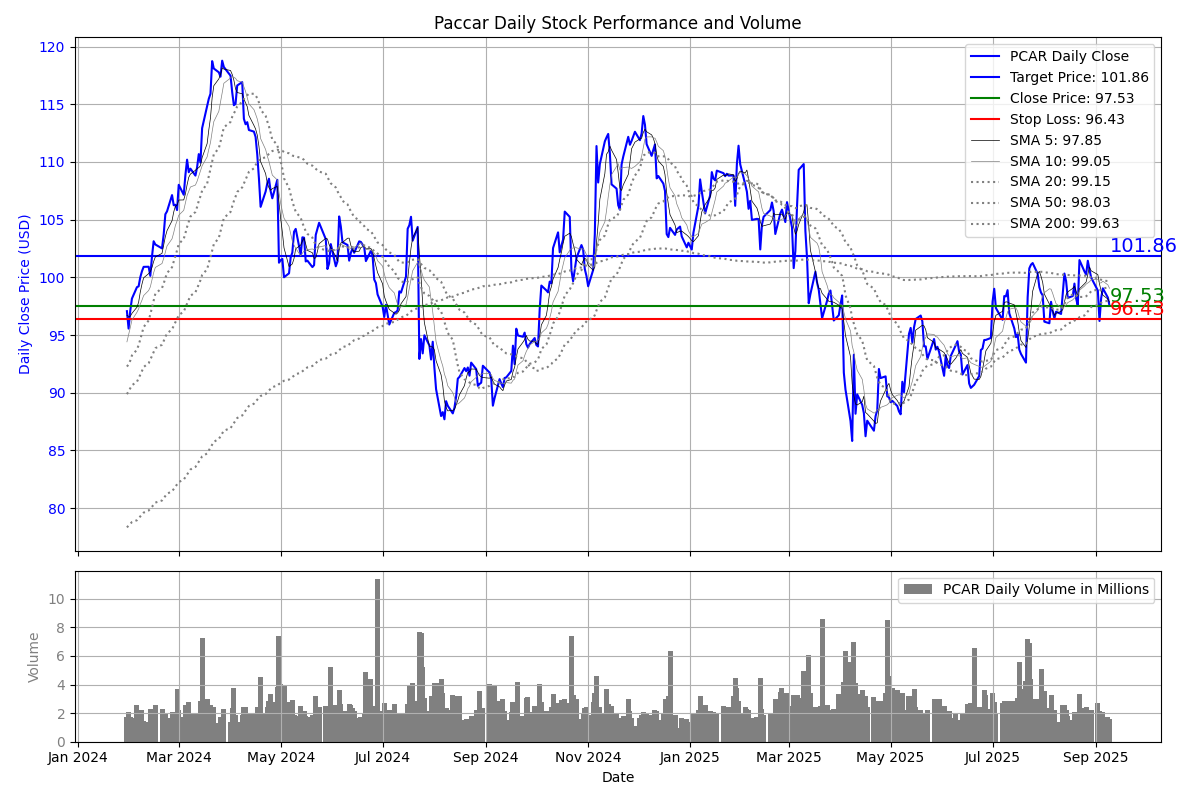 Paccar Daily Stock Performance and Volume
Daily Close Price (USD)
120
115
110
105
100
95
90
85
80
PCAR Daily Close
Target Price: 101.86
Close Price: 97.53
Stop Loss: 96.43
SMA 5: 97.85
SMA 10: 99.05
SMA 20: 99.15
SMA 50: 98.03
SMA 200: 99.63
101.86
97.53
96.43
Volume
10
8
6
4
2
0
PCAR Daily Volume in Millions
Jan 2024 Mar 2024 May 2024 Jul 2024 Sep 2024 Nov 2024 Jan 2025 Mar 2025 May 2025 Jul 2025 Sep 2025
Date